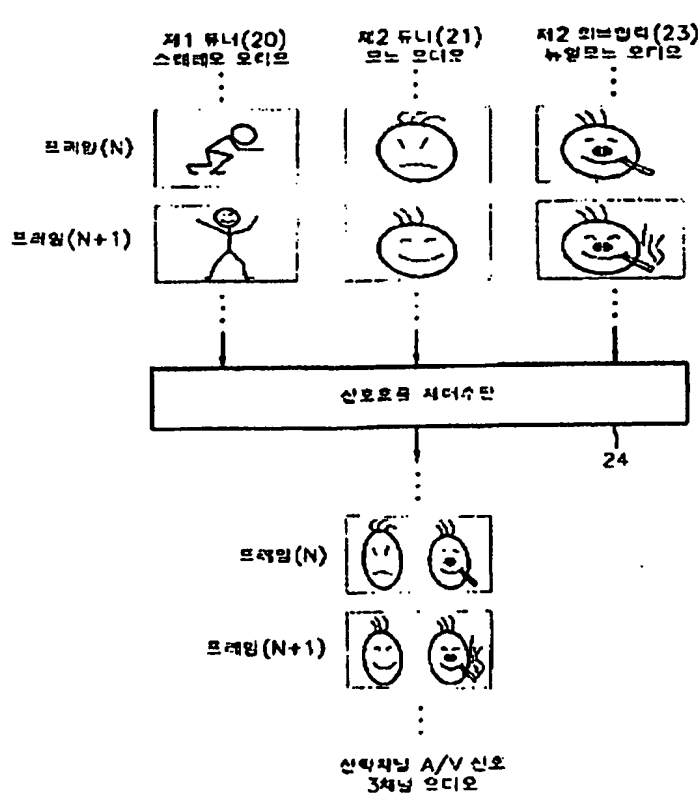 제1 튜너(20)
스테레오 오디오
제2 튜너(21)
모노 오디오
제2 외부입력(23)
듀얼모노 오디오
프레임(N)
프레임(N+1)
신호흐름 제어수단
24
프레임(N)
프레임(N+1)
선택채널 A/V 신호
3채널 오디오